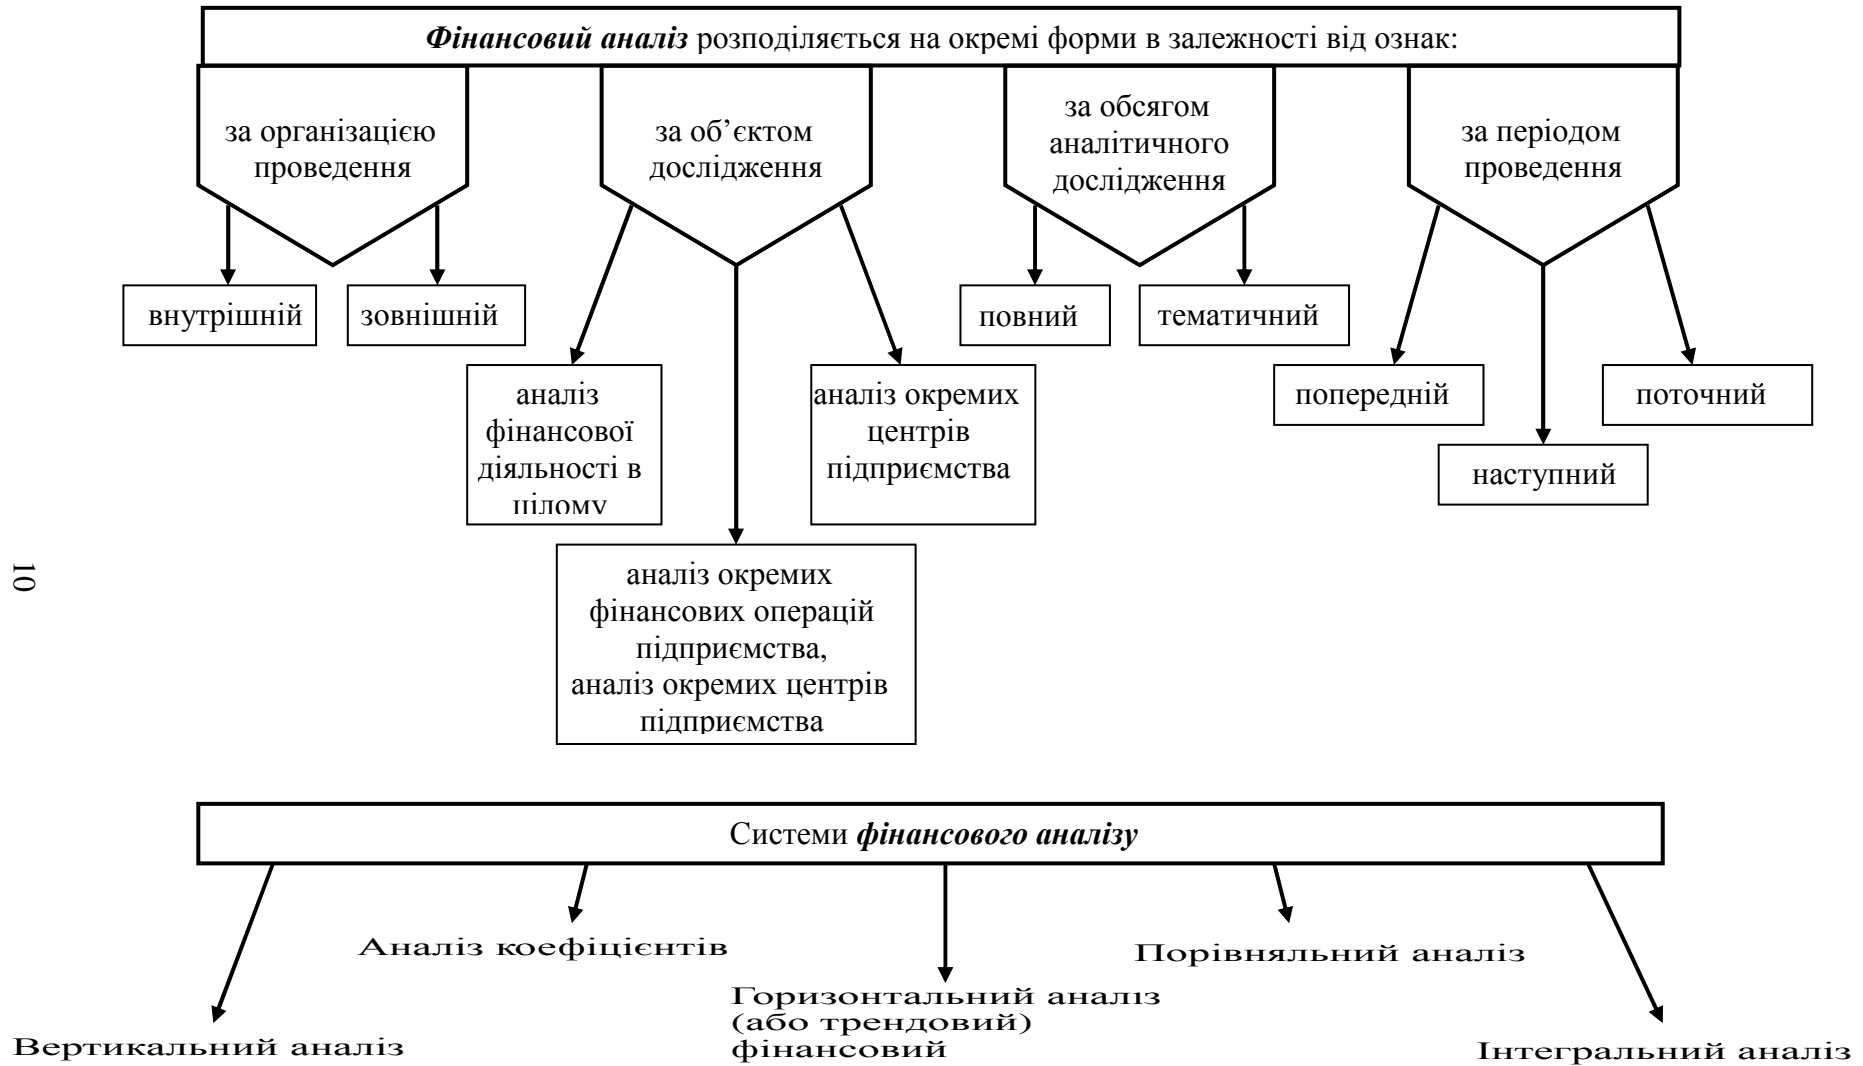 Фінансовий аналіз розподіляється на окремі форми в залежності від ознак:
за організацією
проведення
за об’єктом
дослідження
за обсягом
аналітичного
дослідження
за періодом
проведення
внутрішній
зовнішній
повний
тематичний
аналіз
фінансової
діяльності в
цілому
аналіз окремих
центрів
підприємства
попередній
поточний
наступний
аналіз окремих
фінансових операцій
підприємства,
аналіз окремих центрів
підприємства
10
Системи фінансового аналізу
Аналіз коефіцієнтів
Порівняльний аналіз
Горизонтальний аналіз
(або трендовий)
фінансовий
Вертикальний аналіз
Інтегральний аналіз